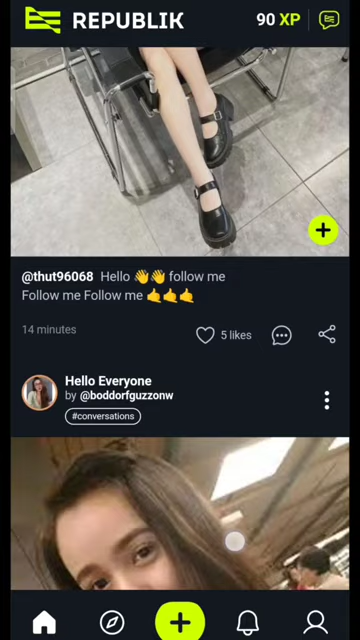 REPUBLIK
90 XP
@thut96068 Hello 👋👋 follow me
Follow me Follow me 🤙🤙🤙
14 minutes
5 likes
Hello Everyone
by @boddorfguzzonw
#conversations